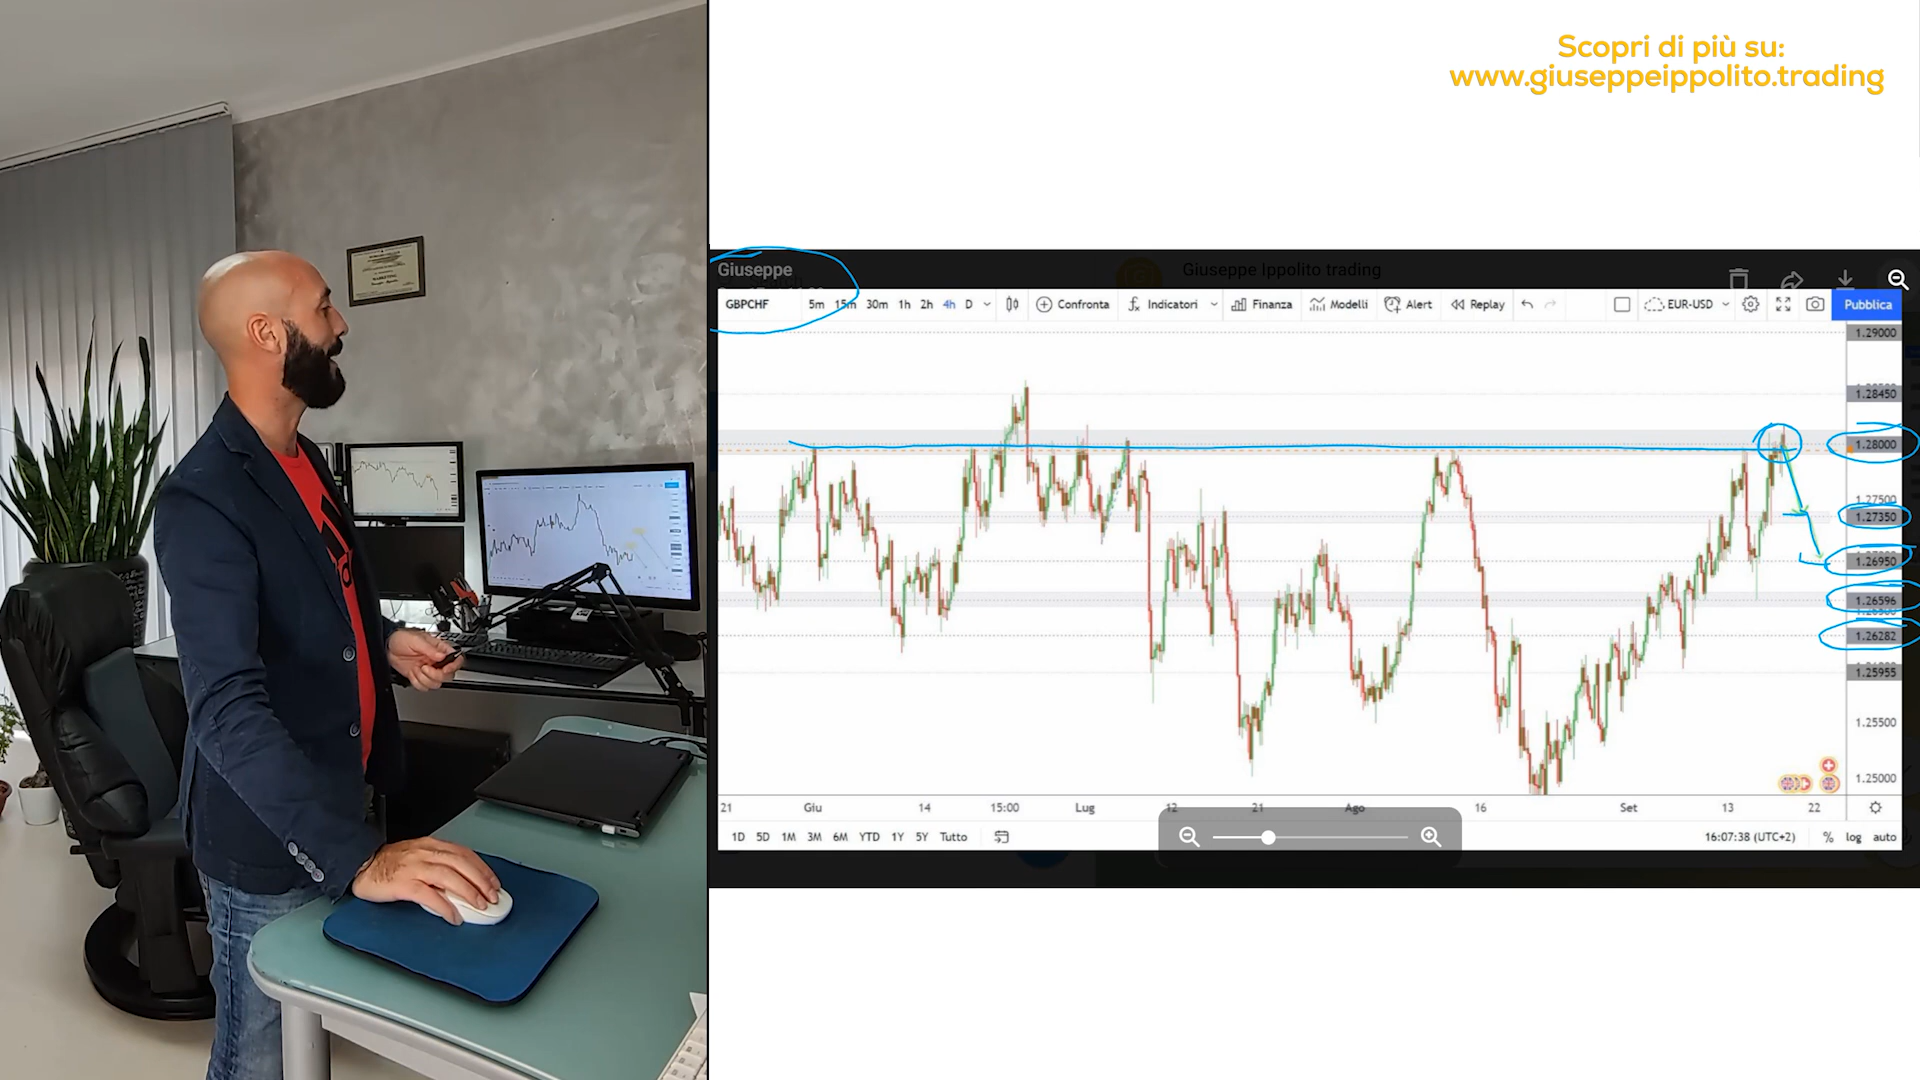 Scopri di più su:
www.giuseppeippolito.trading
Giuseppe
Giuseppe Ippolito trading
GBPCHF 5m 15m 30m 1h 2h 4h D Confronta Indicatori Finanza Modelli Alert Replay EUR-USD Pubblica
1.29000
1.28450
1.28000
1.27500
1.27350
1.26950
1.26596
1.26282
1.25955
1.25500
1.25000
21 Giu 14 15:00 Lug 12 21 Ago 16 Set 13 22
1D 5D 1M 3M 6M YTD 1Y 5Y Tutto 16:07:38 (UTC+2) % log auto